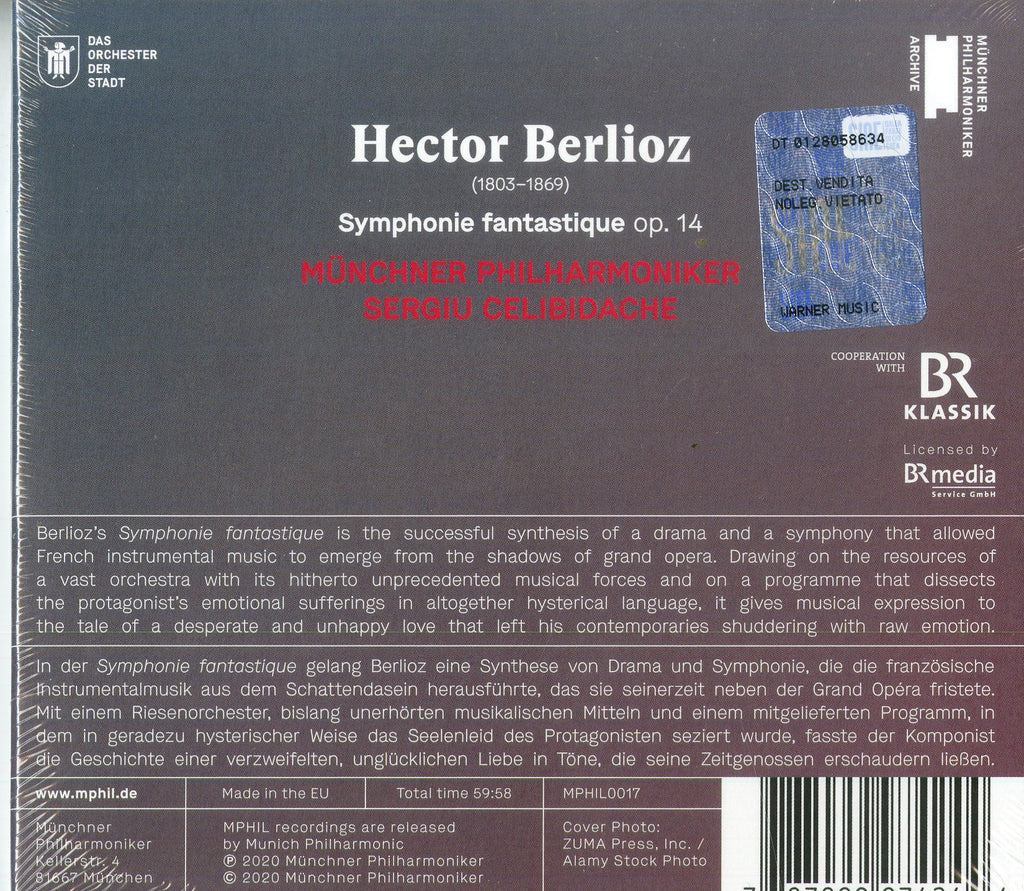 DAS
ORCHESTER
DER
STADT
MÜNCHNER
PHILHARMONIKER
ARCHIVE
Hector Berlioz
(1803–1869)
Symphonie fantastique op. 14
MÜNCHNER PHILHARMONIKER
SERGIU CELIBIDACHE
DT 0128058634
DEST. VENDITA
NOLEG. VIETATO
WARNER MUSIC
COOPERATION
WITH
BR
KLASSIK
Licensed by
BR media
Service GmbH
Berlioz's Symphonie fantastique is the successful synthesis of a drama and a symphony that allowed
French instrumental music to emerge from the shadows of grand opera. Drawing on the resources of
a vast orchestra with its hitherto unprecedented musical forces and on a programme that dissects
the protagonist's emotional sufferings in altogether hysterical language, it gives musical expression to
the tale of a desperate and unhappy love that left his contemporaries shuddering with raw emotion.
In der Symphonie fantastique gelang Berlioz eine Synthese von Drama und Symphonie, die die französische
Instrumentalmusik aus dem Schattendasein herausführte, das sie seinerzeit neben der Grand Opéra fristete.
Mit einem Riesenorchester, bislang unerhörten musikalischen Mitteln und einem mitgelieferten Programm, in
dem in geradezu hysterischer Weise das Seelenleid des Protagonisten seziert wurde, fasste der Komponist
die Geschichte einer verzweifelten, unglücklichen Liebe in Töne, die seine Zeitgenossen erschaudern ließen.
www.mphil.de
Made in the EU
Total time 59:58
MPHIL0017
Münchner
Philharmoniker
Kellerstr. 4
81667 München
MPHIL recordings are released
by Munich Philharmonic
℗ 2020 Münchner Philharmoniker
© 2020 Münchner Philharmoniker
Cover Photo:
ZUMA Press, Inc. /
Alamy Stock Photo